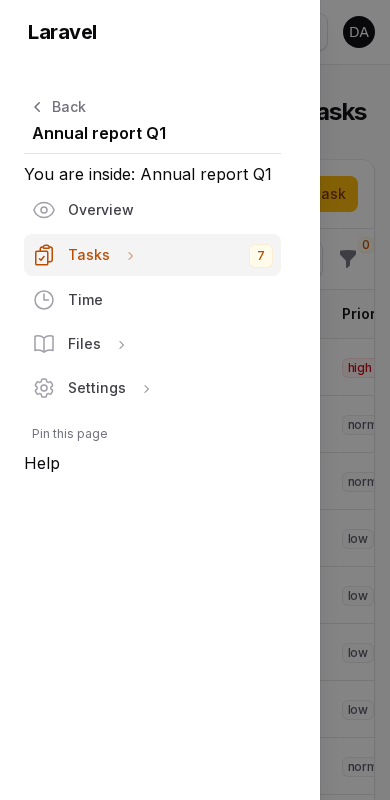 Laravel
DA
Back
Annual report Q1
You are inside: Annual report Q1
Overview
Tasks
7
Time
Files
Settings
Pin this page
Help
asks
ask
0
Prior
high
norm
norm
low
low
low
low
norm